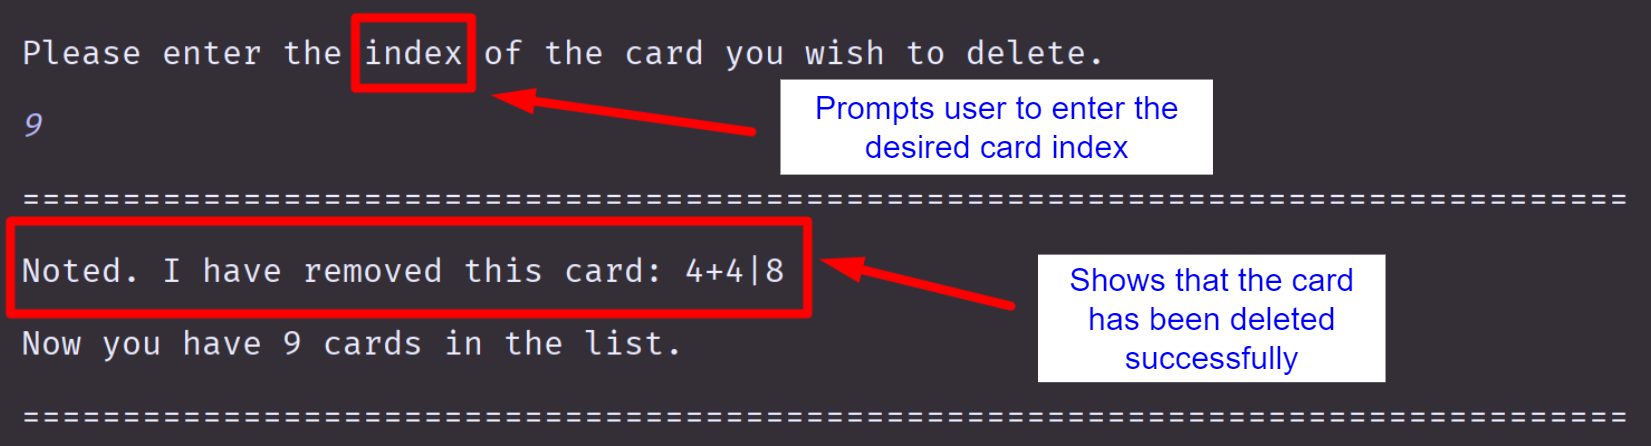 Please enter the index of the card you wish to delete.
Prompts user to enter the
desired card index
9
================================================================================
Noted. I have removed this card: 4+4|8
Shows that the card
has been deleted
successfully
Now you have 9 cards in the list.
================================================================================